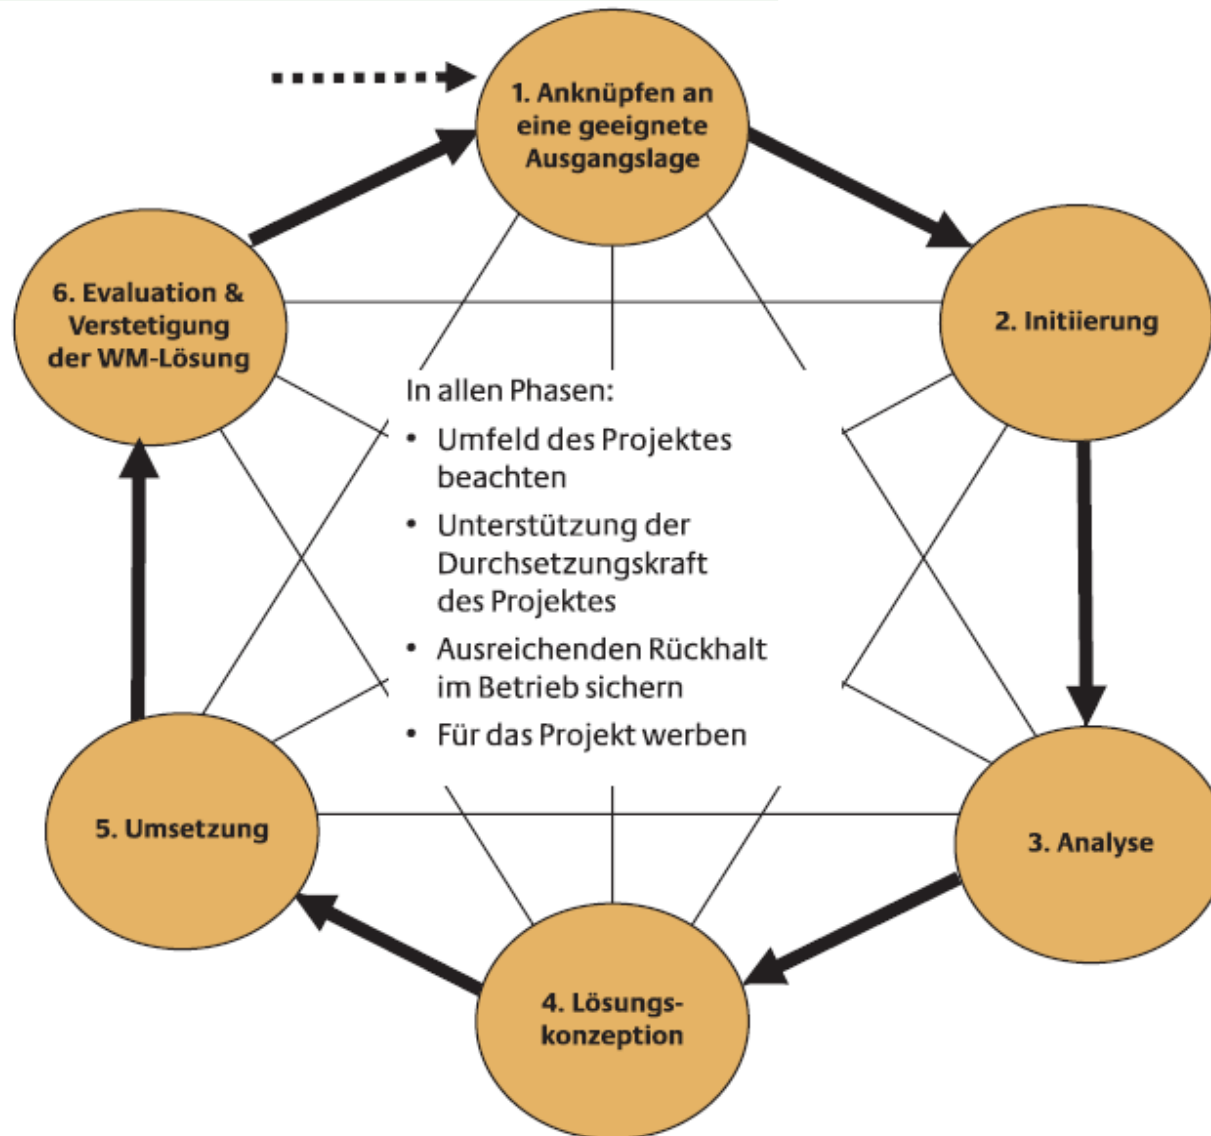 1. Anknüpfen an
eine geeignete
Ausgangslage
2. Initiierung
3. Analyse
4. Lösungs-
konzeption
5. Umsetzung
6. Evaluation &
Verstetigung
der WM-Lösung
In allen Phasen:
• Umfeld des Projektes
beachten
• Unterstützung der
Durchsetzungskraft
des Projektes
• Ausreichenden Rückhalt
im Betrieb sichern
• Für das Projekt werben